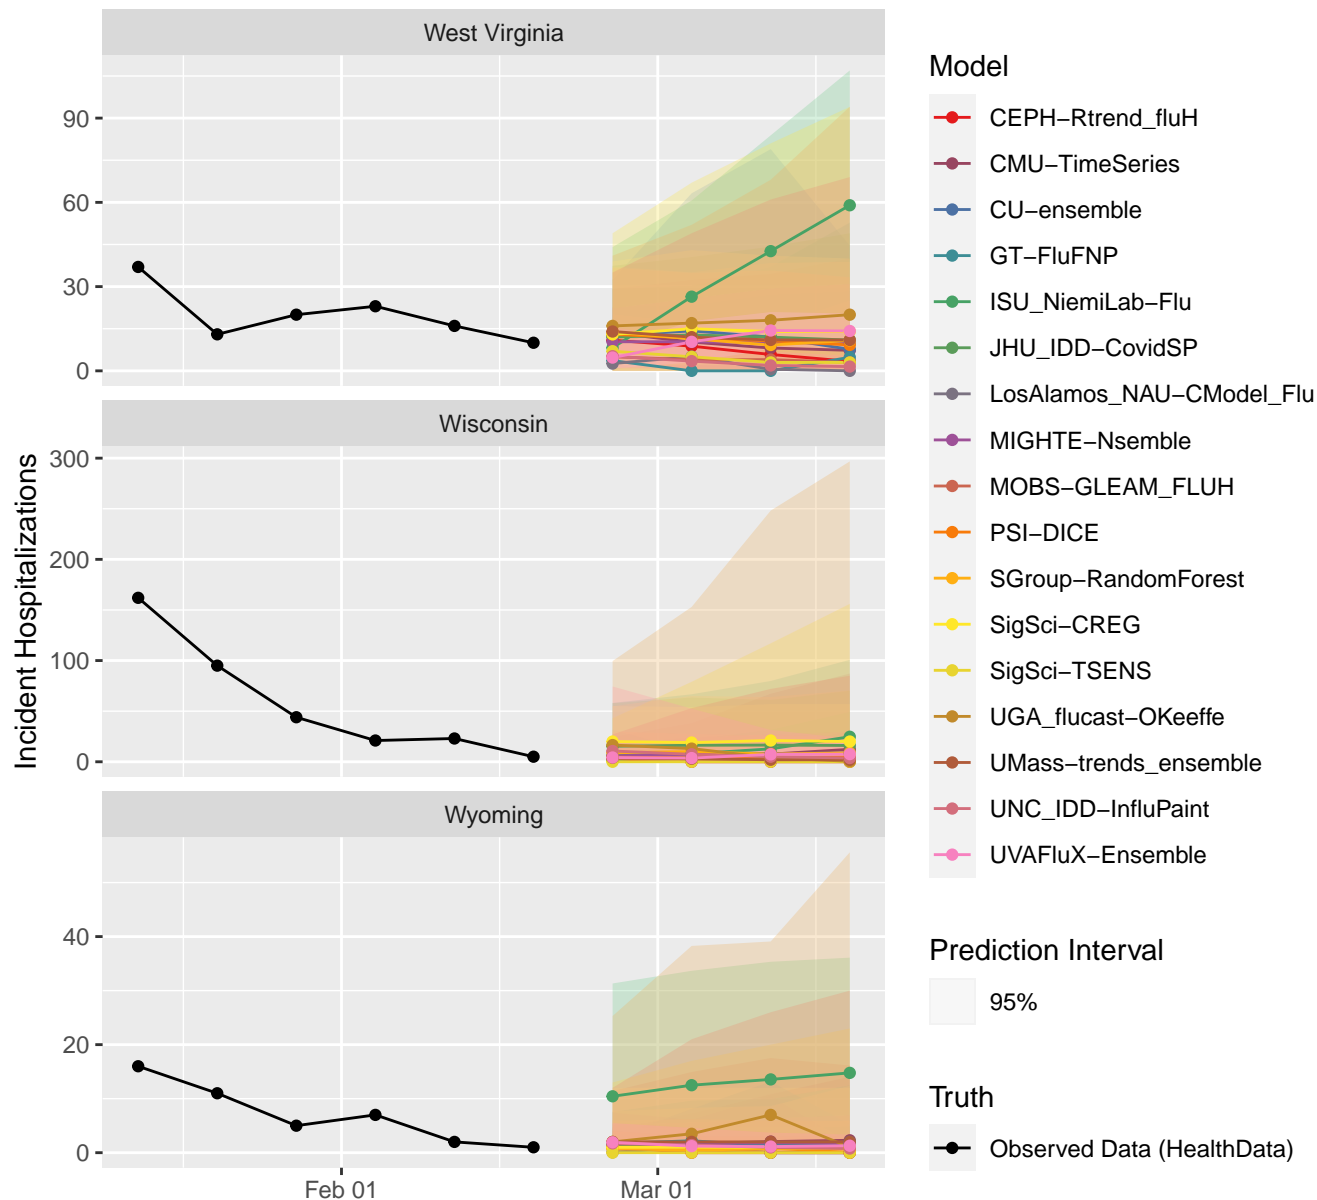 West Virginia
90
60
30
0
Wisconsin
300
200
100
0
Wyoming
40
20
0
Feb 01
Mar 01
Incident Hospitalizations
Model
CEPH−Rtrend_fluH
CMU−TimeSeries
CU−ensemble
GT−FluFNP
ISU_NiemiLab−Flu
JHU_IDD−CovidSP
LosAlamos_NAU−CModel_Flu
MIGHTE−Nsemble
MOBS−GLEAM_FLUH
PSI−DICE
SGroup−RandomForest
SigSci−CREG
SigSci−TSENS
UGA_flucast−OKeeffe
UMass−trends_ensemble
UNC_IDD−InfluPaint
UVAFluX−Ensemble
Prediction Interval
95%
Truth
Observed Data (HealthData)